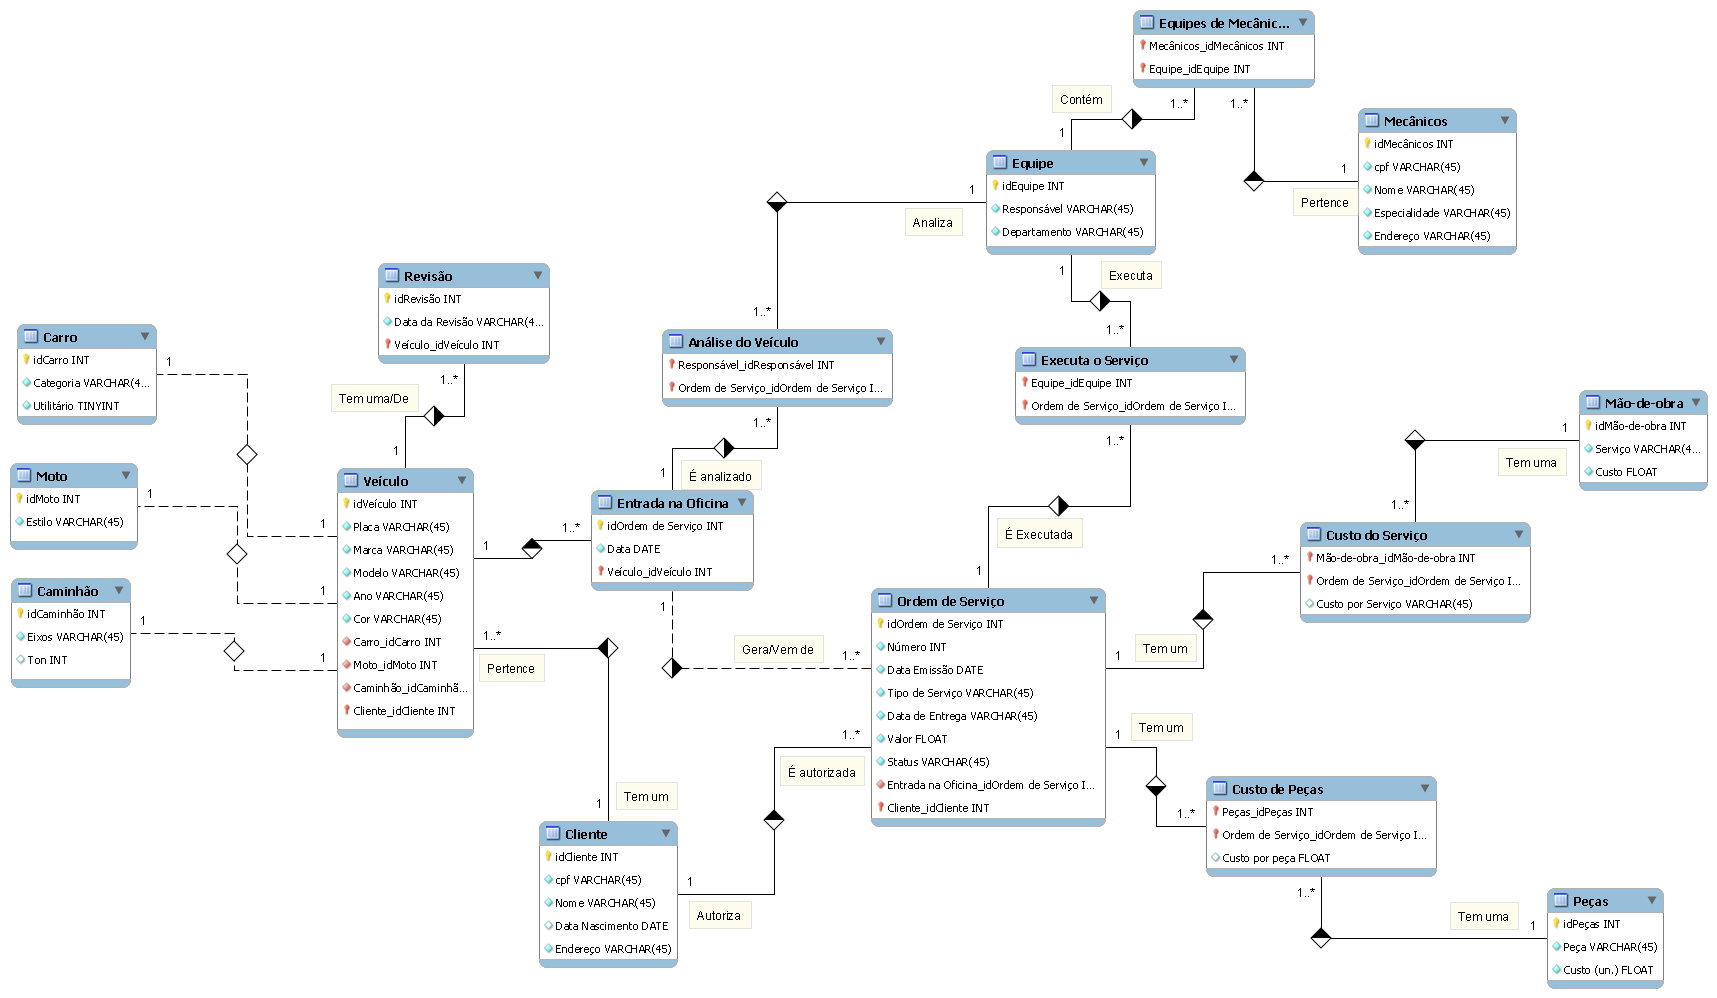 Equipes de Mecânic...
Mecânicos_idMecânicos INT
Equipe_idEquipe INT
Contém
1..*
1..*
1
Mecânicos
idMecânicos INT
cpf VARCHAR(45)
Nome VARCHAR(45)
Especialidade VARCHAR(45)
Endereço VARCHAR(45)
1
Pertence
Equipe
idEquipe INT
Responsável VARCHAR(45)
Departamento VARCHAR(45)
1
Analiza
1..*
1
Executa
1..*
Revisão
idRevisão INT
Data da Revisão VARCHAR(4...
Veículo_idVeículo INT
1..*
Tem uma/De
1
Carro
idCarro INT
Categoria VARCHAR(4...
Utilitário TINYINT
1
1
Moto
idMoto INT
Estilo VARCHAR(45)
1
1
Caminhão
idCaminhão INT
Eixos VARCHAR(45)
Ton INT
1
1
Veículo
idVeículo INT
Placa VARCHAR(45)
Marca VARCHAR(45)
Modelo VARCHAR(45)
Ano VARCHAR(45)
Cor VARCHAR(45)
Carro_idCarro INT
Moto_idMoto INT
Caminhão_idCaminhã...
Cliente_idCliente INT
1
1..*
1..*
Pertence
Análise do Veículo
Responsável_idResponsável INT
Ordem de Serviço_idOrdem de Serviço I...
1..*
1
É analizado
Entrada na Oficina
idOrdem de Serviço INT
Data DATE
Veículo_idVeículo INT
1
Gera/Vem de
1..*
Executa o Serviço
Equipe_idEquipe INT
Ordem de Serviço_idOrdem de Serviço I...
1..*
É Executada
1
Ordem de Serviço
idOrdem de Serviço INT
Número INT
Data Emissão DATE
Tipo de Serviço VARCHAR(45)
Data de Entrega VARCHAR(45)
Valor FLOAT
Status VARCHAR(45)
Entrada na Oficina_idOrdem de Serviço I...
Cliente_idCliente INT
1..*
É autorizada
Mão-de-obra
idMão-de-obra INT
Serviço VARCHAR(4...
Custo FLOAT
1
Tem uma
1..*
Custo do Serviço
Mão-de-obra_idMão-de-obra INT
Ordem de Serviço_idOrdem de Serviço I...
Custo por Serviço VARCHAR(45)
1..*
Tem um
1
Tem um
1
1..*
Custo de Peças
Peças_idPeças INT
Ordem de Serviço_idOrdem de Serviço I...
Custo por peça FLOAT
1..*
Tem uma
1
Peças
idPeças INT
Peça VARCHAR(45)
Custo (un.) FLOAT
Tem um
1
Cliente
idCliente INT
cpf VARCHAR(45)
Nome VARCHAR(45)
Data Nascimento DATE
Endereço VARCHAR(45)
1
Autoriza